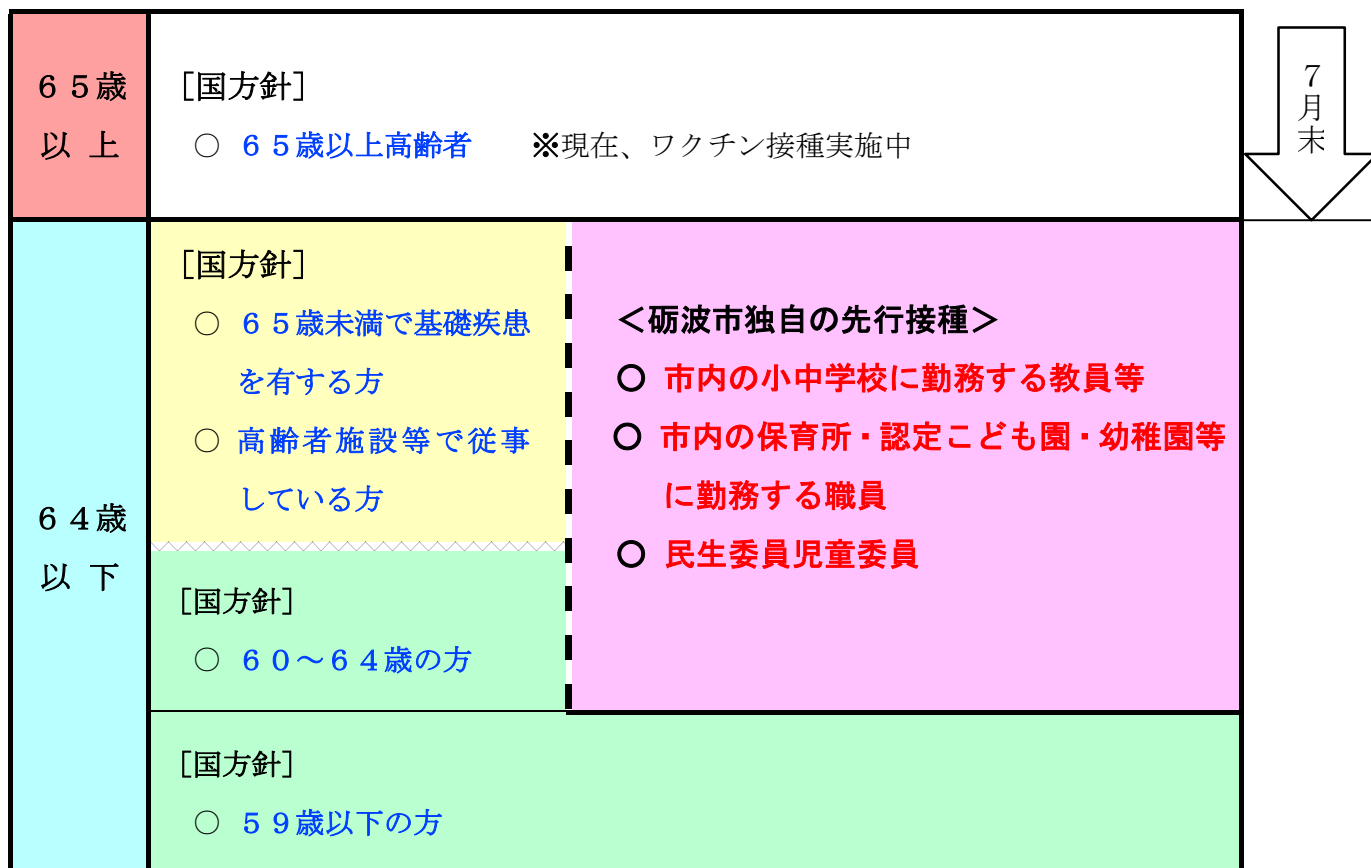 ６５歳
以 上
［国方針］
○ ６５歳以上高齢者　※現在、ワクチン接種実施中
７月末
６４歳
以 下
［国方針］
○ ６５歳未満で基礎疾患
を有する方
○ 高齢者施設等で従事
している方
＜砺波市独自の先行接種＞
○ 市内の小中学校に勤務する教員等
○ 市内の保育所・認定こども園・幼稚園等
に勤務する職員
○ 民生委員児童委員
［国方針］
○ ６０～６４歳の方
［国方針］
○ ５９歳以下の方